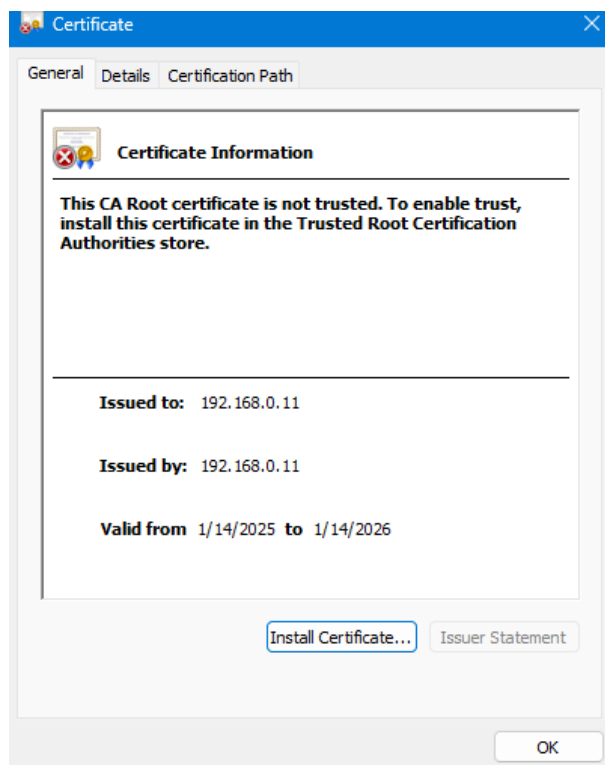 Certificate
General Details Certification Path
Certificate Information
This CA Root certificate is not trusted. To enable trust,
install this certificate in the Trusted Root Certification
Authorities store.
Issued to: 192.168.0.11
Issued by: 192.168.0.11
Valid from 1/14/2025 to 1/14/2026
Install Certificate... Issuer Statement
OK